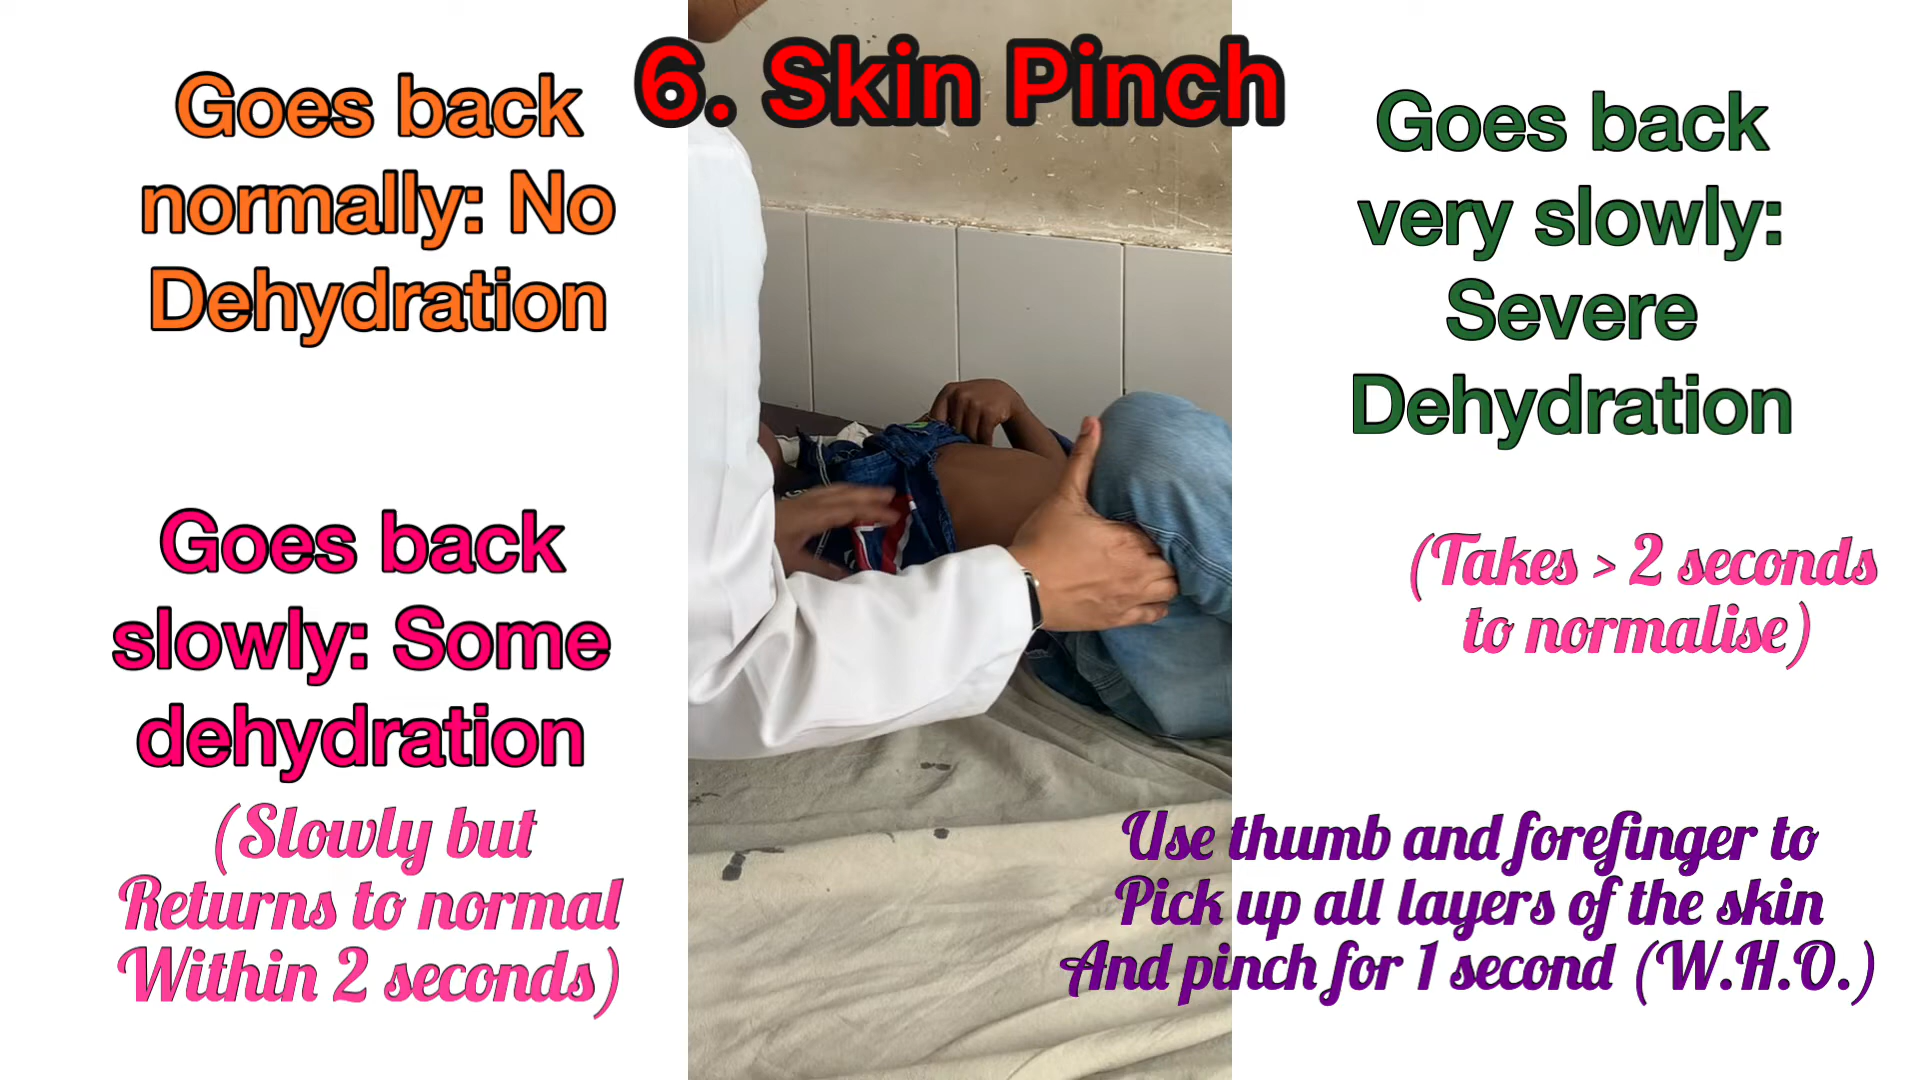 6. Skin Pinch
Goes back
normally: No
Dehydration
Goes back
slowly: Some
dehydration
(Slowly but
Returns to normal
Within 2 seconds)
Goes back
very slowly:
Severe
Dehydration
(Takes > 2 seconds
to normalise)
Use thumb and forefinger to
Pick up all layers of the skin
And pinch for 1 second (W.H.O.)